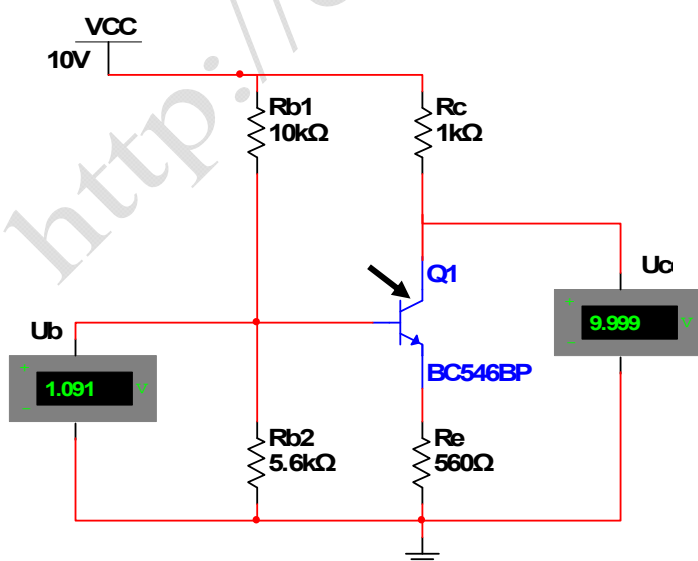 VCC
10V
Rb1
10kΩ
Rc
1kΩ
Q1
BC546BP
Uc
9.999
V
Ub
1.091
V
Rb2
5.6kΩ
Re
560Ω
http://